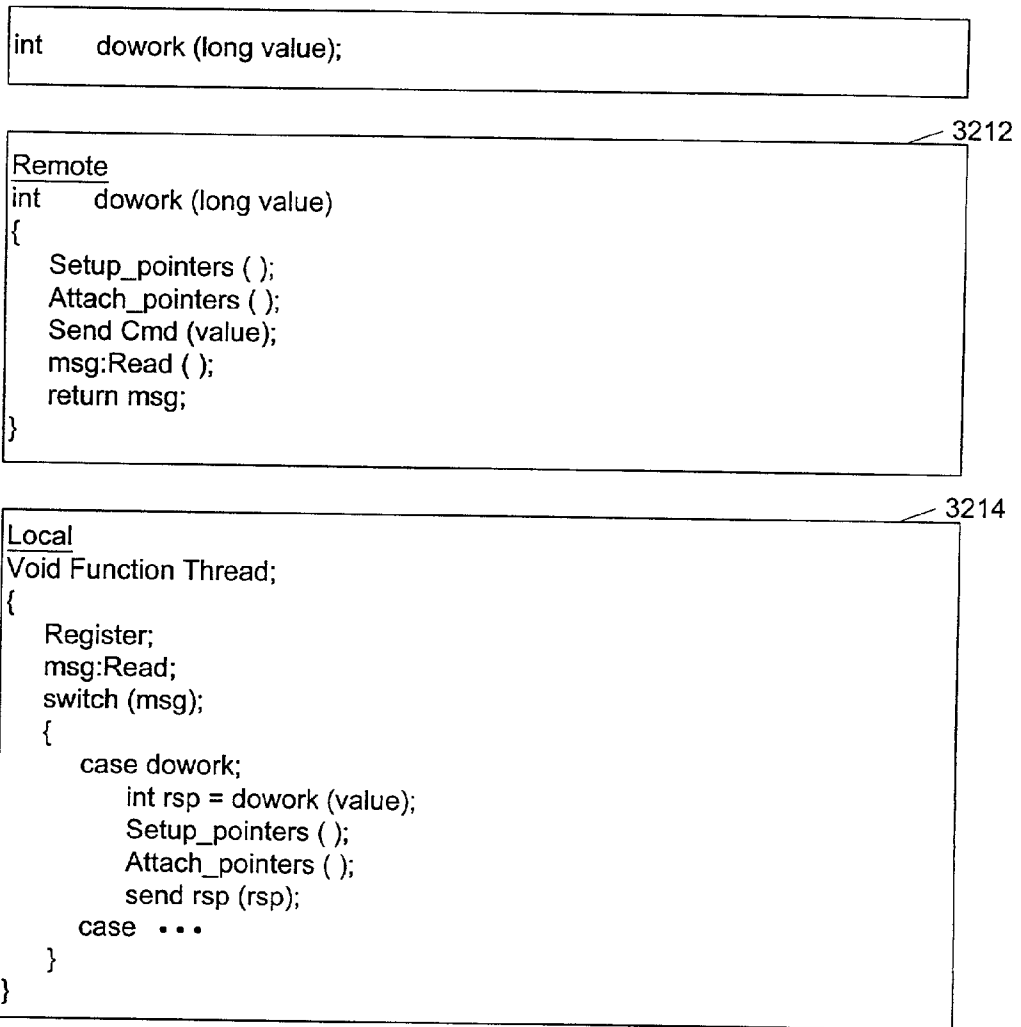 int dowork (long value);
3212
Remote
int dowork (long value)
{
Setup_pointers ( );
Attach_pointers ( );
Send Cmd (value);
msg:Read ( );
return msg;
}
3214
Local
Void Function Thread;
{
Register;
msg:Read;
switch (msg);
{
case dowork;
int rsp = dowork (value);
Setup_pointers ( );
Attach_pointers ( );
send rsp (rsp);
case •••
}
}